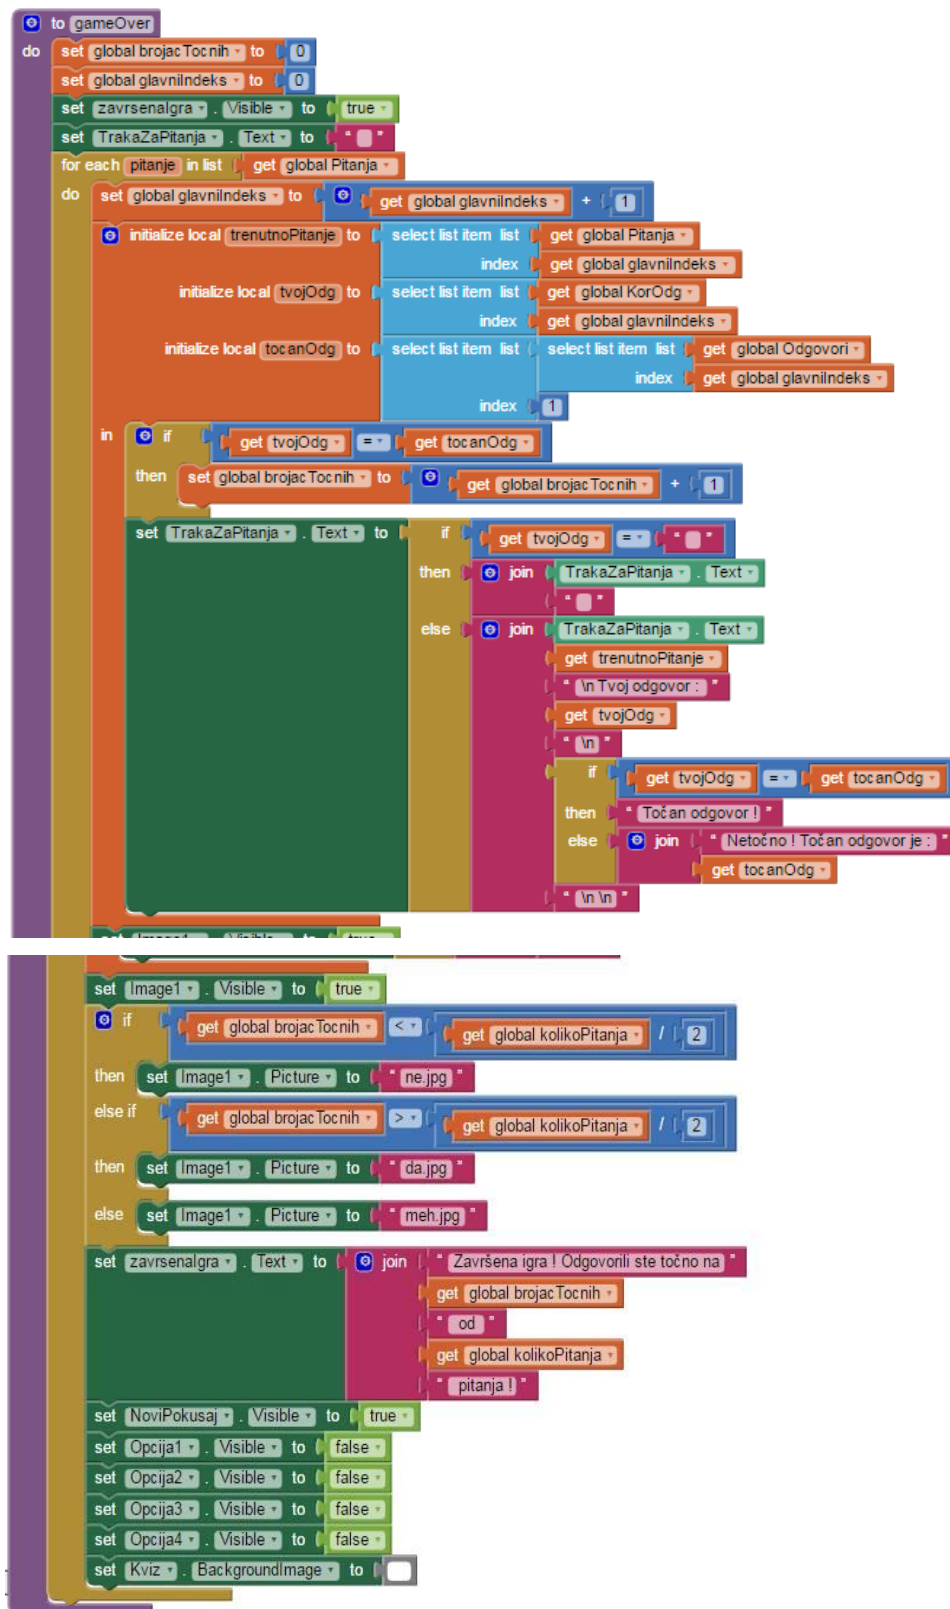 to gameOver
do set global brojacTocnih to 0
set global glavniIndeks to 0
set zavrsenaIgra . Visible to true
set TrakaZaPitanja . Text to " "
for each pitanje in list get global Pitanja
do set global glavniIndeks to get global glavniIndeks + 1
initialize local trenutnoPitanje to select list item list get global Pitanja
index get global glavniIndeks
initialize local tvojOdg to select list item list get global KorOdg
index get global glavniIndeks
initialize local tocanOdg to select list item list select list item list get global Odgovori
index get global glavniIndeks
index 1
in if get tvojOdg = get tocanOdg
then set global brojacTocnih to get global brojacTocnih + 1
set TrakaZaPitanja . Text to if get tvojOdg = " "
then join TrakaZaPitanja . Text
" "
else join TrakaZaPitanja . Text
get trenutnoPitanje
" \n Tvoj odgovor : "
get tvojOdg
" \n "
if get tvojOdg = get tocanOdg
then " Točan odgovor ! "
else join " Netočno ! Točan odgovor je : "
get tocanOdg
" \n \n "
set Image1 . Visible to true
set Image1 . Visible to true
if get global brojacTocnih < get global kolikoPitanja / 2
then set Image1 . Picture to " ne.jpg "
else if get global brojacTocnih > get global kolikoPitanja / 2
then set Image1 . Picture to " da.jpg "
else set Image1 . Picture to " meh.jpg "
set zavrsenaIgra . Text to join " Završena igra ! Odgovorili ste točno na "
get global brojacTocnih
" od "
get global kolikoPitanja
" pitanja ! "
set NoviPokusaj . Visible to true
set Opcija1 . Visible to false
set Opcija2 . Visible to false
set Opcija3 . Visible to false
set Opcija4 . Visible to false
set Kviz . BackgroundImage to